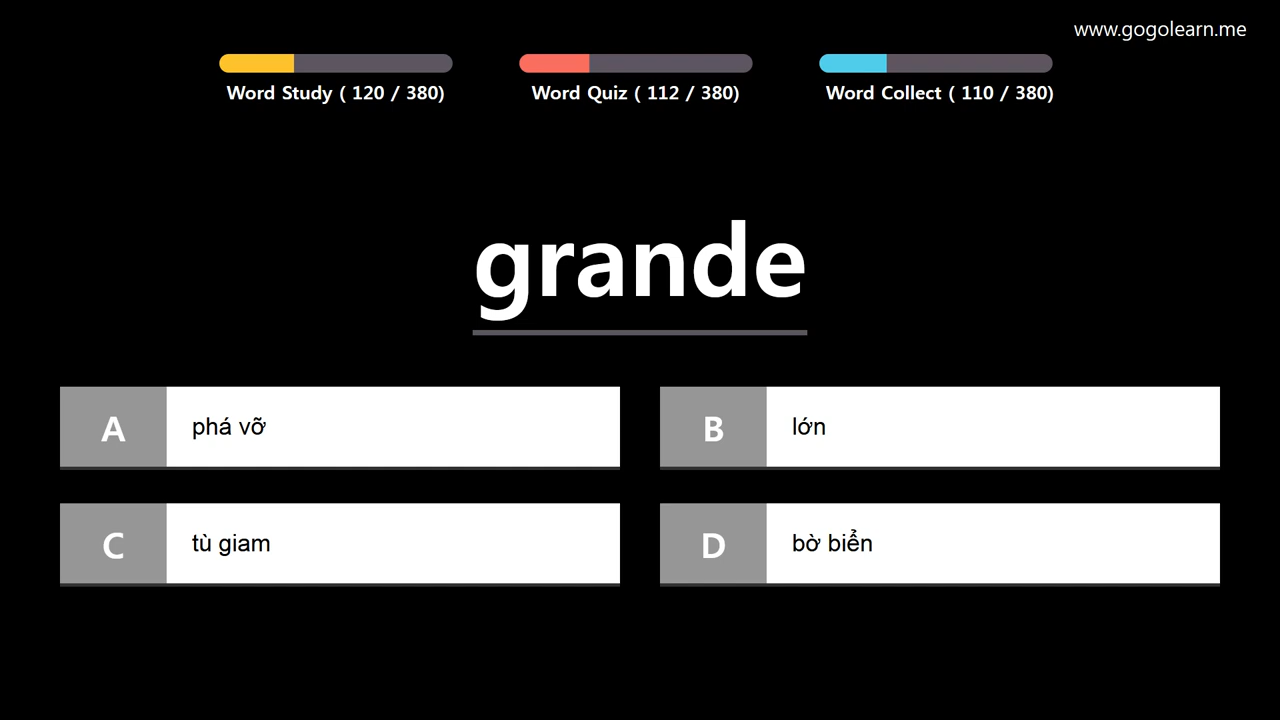 www.gogolearn.me
Word Study ( 120 / 380)
Word Quiz ( 112 / 380)
Word Collect ( 110 / 380)
grande
A phá vỡ
B lớn
C tù giam
D bờ biển